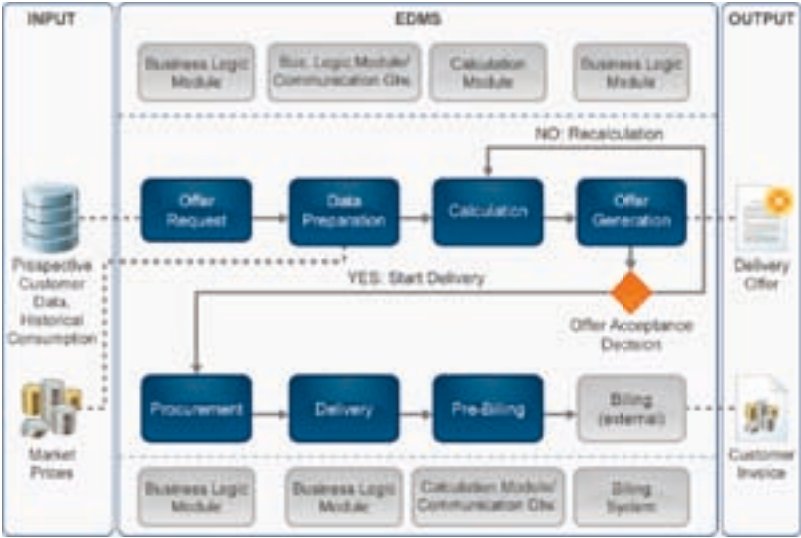 INPUT
EDMS
OUTPUT
Business Logic
Module
Bus. Logic Module/
Communication Gtw.
Calculation
Module
Business Logic
Module
NO: Recalculation
Offer
Request
Data
Preparation
Calculation
Offer
Generation
Prospective
Customer
Data,
Historical
Consumption
Delivery
Offer
YES: Start Delivery
Offer Acceptance
Decision
Procurement
Delivery
Pre-Billing
Billing
(external)
Market
Prices
Customer
Invoice
Business Logic
Module
Business Logic
Module
Calculation Module/
Communication Gtw.
Billing
System